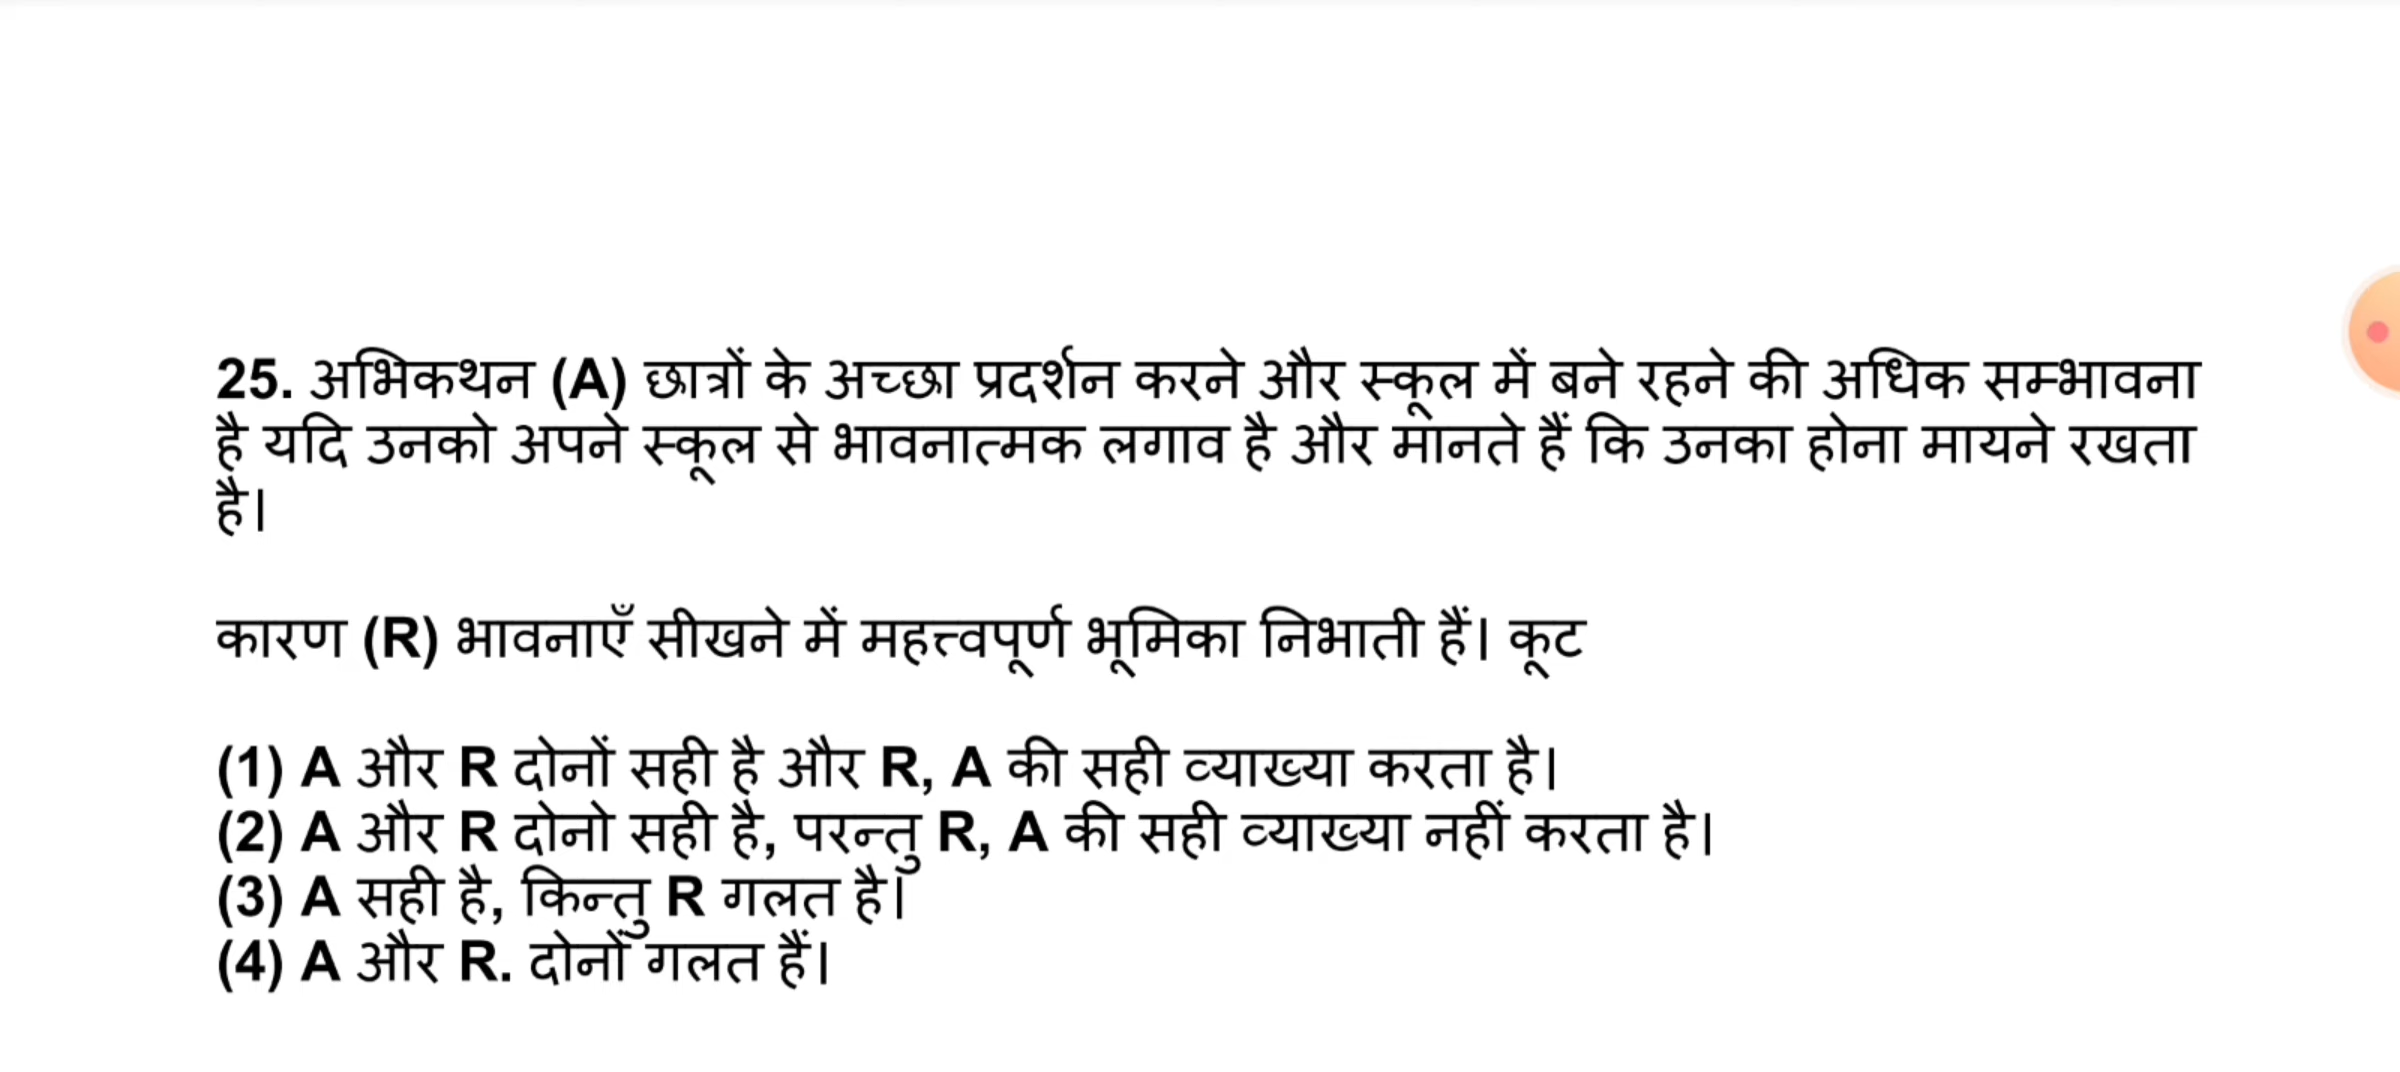 25. अभिकथन (A) छात्रों के अच्छा प्रदर्शन करने और स्कूल में बने रहने की अधिक सम्भावना
है यदि उनको अपने स्कूल से भावनात्मक लगाव है और मानते हैं कि उनका होना मायने रखता
है।
कारण (R) भावनाएँ सीखने में महत्त्वपूर्ण भूमिका निभाती हैं। कूट
(1) A और R दोनों सही है और R, A की सही व्याख्या करता है।
(2) A और R दोनो सही है, परन्तु R, A की सही व्याख्या नहीं करता है।
(3) A सही है, किन्तु R गलत है।
(4) A और R. दोनों गलत हैं।